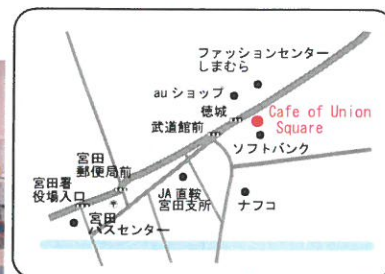 ファッションセンター
しまむら
auショップ
徳城
武道館前
Cafe of Union
Square
ソフトバンク
宮田
郵便局前
宮田署
役場入口
JA直鞍
宮田支所
ナフコ
宮田
バスセンター